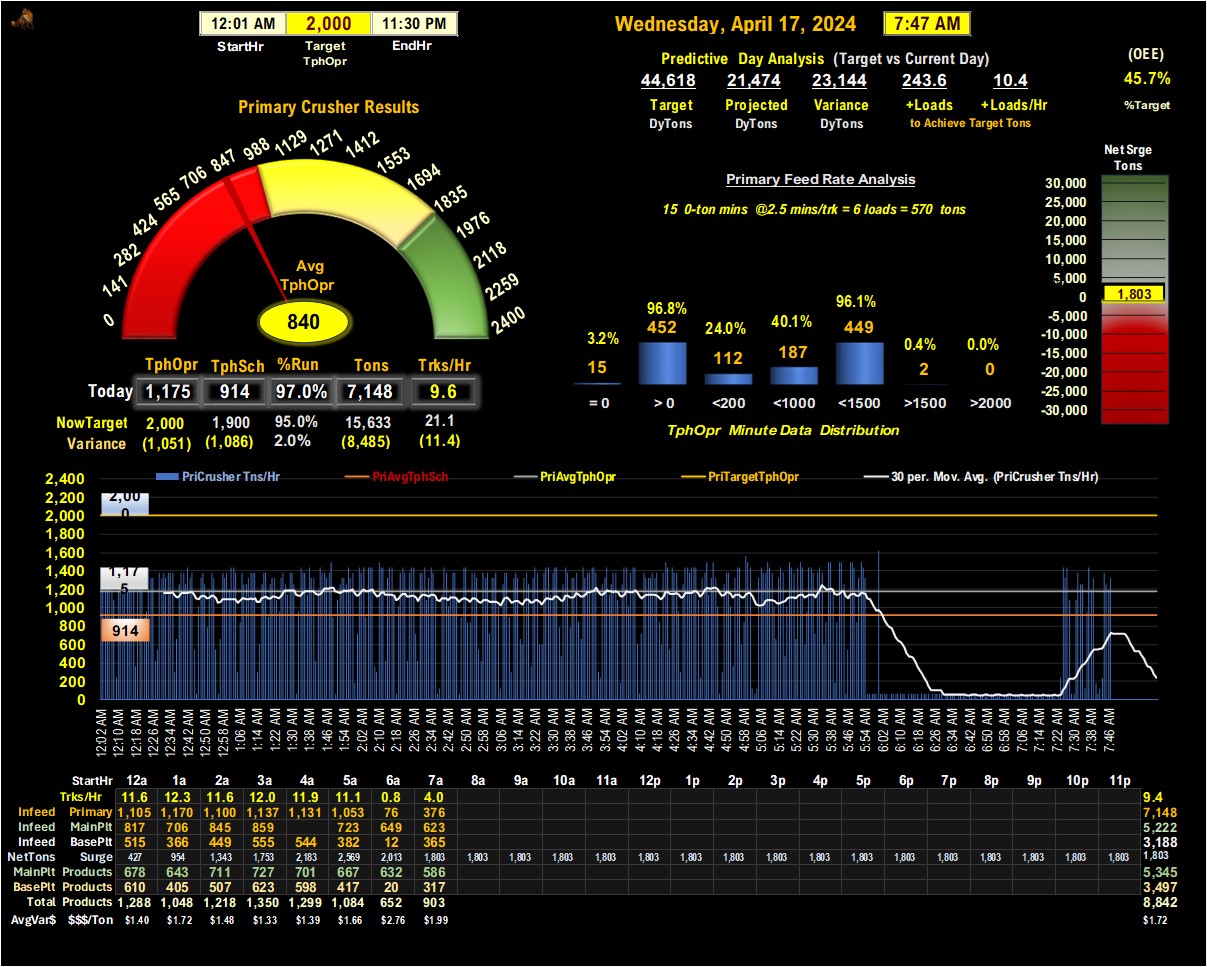 12:01 AM 2,000 11:30 PM
StartHr Target EndHr
TphOpr
Wednesday, April 17, 2024 7:47 AM
Predictive Day Analysis (Target vs Current Day)
44,618 21,474 23,144 243.6 10.4
Target Projected Variance +Loads +Loads/Hr
DyTons DyTons DyTons to Achieve Target Tons
(OEE)
45.7%
%Target
Primary Crusher Results
0 141 282 424 565 706 847 988 1129 1271 1412 1553 1694 1835 1976 2118 2259 2400
Avg
TphOpr
840
Primary Feed Rate Analysis
15 0-ton mins @2.5 mins/trk = 6 loads = 570 tons
3.2% 96.8% 24.0% 40.1% 96.1% 0.4% 0.0%
15 452 112 187 449 2 0
= 0 > 0 <200 <1000 <1500 >1500 >2000
TphOpr Minute Data Distribution
Net Srge
Tons
30,000
25,000
20,000
15,000
10,000
5,000
0
1,803
-5,000
-10,000
-15,000
-20,000
-25,000
-30,000
TphOpr TphSch %Run Tons Trks/Hr
Today 1,175 914 97.0% 7,148 9.6
NowTarget 2,000 1,900 95.0% 15,633 21.1
Variance (1,051) (1,086) 2.0% (8,485) (11.4)
PriCrusher Tns/Hr PriAvgTphSch PriAvgTphOpr PriTargetTphOpr 30 per. Mov. Avg. (PriCrusher Tns/Hr)
2,400
2,200
2,000
1,800
1,600
1,400
1,200
1,000
800
600
400
200
0
2,00
0
1,17
5
914
12:02 AM 12:10 AM 12:18 AM 12:26 AM 12:34 AM 12:42 AM 12:50 AM 12:58 AM 1:06 AM 1:14 AM 1:22 AM 1:30 AM 1:38 AM 1:46 AM 1:54 AM 2:02 AM 2:10 AM 2:18 AM 2:26 AM 2:34 AM 2:42 AM 2:50 AM 2:58 AM 3:06 AM 3:14 AM 3:22 AM 3:30 AM 3:38 AM 3:46 AM 3:54 AM 4:02 AM 4:10 AM 4:18 AM 4:26 AM 4:34 AM 4:42 AM 4:50 AM 4:58 AM 5:06 AM 5:14 AM 5:22 AM 5:30 AM 5:38 AM 5:46 AM 5:54 AM 6:02 AM 6:10 AM 6:18 AM 6:26 AM 6:34 AM 6:42 AM 6:50 AM 6:58 AM 7:06 AM 7:14 AM 7:22 AM 7:30 AM 7:38 AM 7:46 AM
StartHr 12a 1a 2a 3a 4a 5a 6a 7a 8a 9a 10a 11a 12p 1p 2p 3p 4p 5p 6p 7p 8p 9p 10p 11p
Trks/Hr 11.6 12.3 11.6 12.0 11.9 11.1 0.8 4.0 9.4
Infeed Primary 1,105 1,170 1,100 1,137 1,131 1,053 76 376 7,148
Infeed MainPlt 817 706 845 859 723 649 623 5,222
Infeed BasePlt 515 366 449 555 544 382 12 365 3,188
NetTons Surge 427 954 1,343 1,753 2,183 2,569 2,013 1,803 1,803 1,803 1,803 1,803 1,803 1,803 1,803 1,803 1,803 1,803 1,803 1,803 1,803 1,803 1,803 1,803 1,803
MainPlt Products 678 643 711 727 701 667 632 586 5,345
BasePlt Products 610 405 507 623 598 417 20 317 3,497
Total Products 1,288 1,048 1,218 1,350 1,299 1,084 652 903 8,842
AvgVar$ $$$/Ton $1.40 $1.72 $1.48 $1.33 $1.39 $1.66 $2.76 $1.99 $1.72